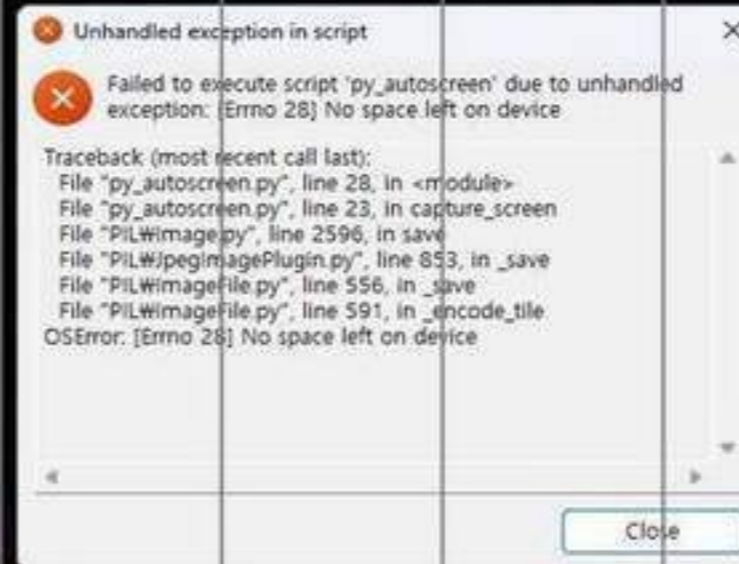 Unhandled exception in script
Failed to execute script 'py_autoscreen' due to unhandled
exception: [Errno 28] No space left on device
Traceback (most recent call last):
File "py_autoscreen.py", line 28, in <module>
File "py_autoscreen.py", line 23, in capture_screen
File "PIL₩Image.py", line 2596, in save
File "PIL₩JpegImagePlugin.py", line 853, in _save
File "PIL₩ImageFile.py", line 556, in _save
File "PIL₩ImageFile.py", line 591, in _encode_tile
OSError: [Errno 28] No space left on device
Close